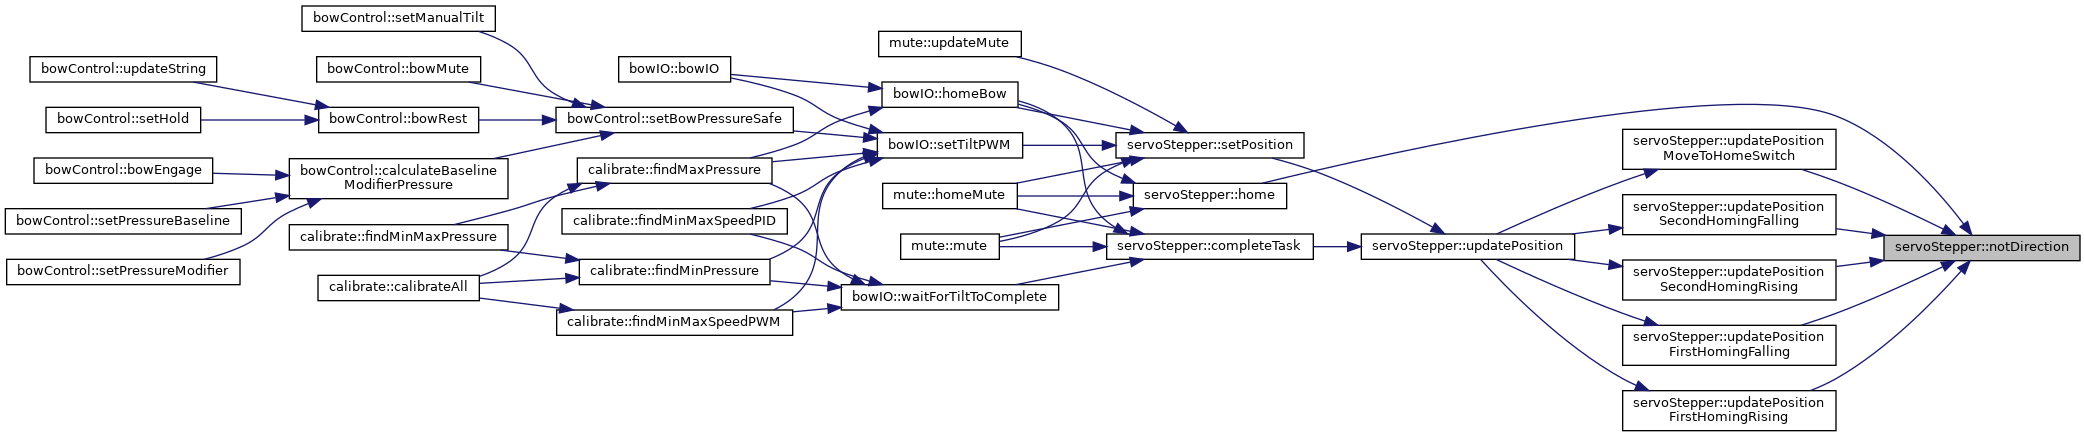 bowControl::setManualTilt
bowControl::updateString
bowControl::bowMute
bowIO::bowIO
mute::updateMute
bowIO::homeBow
bowControl::setHold
bowControl::bowRest
bowControl::setBowPressureSafe
bowIO::setTiltPWM
servoStepper::setPosition
servoStepper::updatePosition
MoveToHomeSwitch
bowControl::bowEngage
bowControl::calculateBaseline
ModifierPressure
calibrate::findMaxPressure
mute::homeMute
servoStepper::home
servoStepper::updatePosition
SecondHomingFalling
bowControl::setPressureBaseline
calibrate::findMinMaxSpeedPID
calibrate::findMinMaxPressure
mute::mute
servoStepper::completeTask
servoStepper::updatePosition
servoStepper::notDirection
bowControl::setPressureModifier
calibrate::findMinPressure
servoStepper::updatePosition
SecondHomingRising
calibrate::calibrateAll
bowIO::waitForTiltToComplete
calibrate::findMinMaxSpeedPWM
servoStepper::updatePosition
FirstHomingFalling
servoStepper::updatePosition
FirstHomingRising